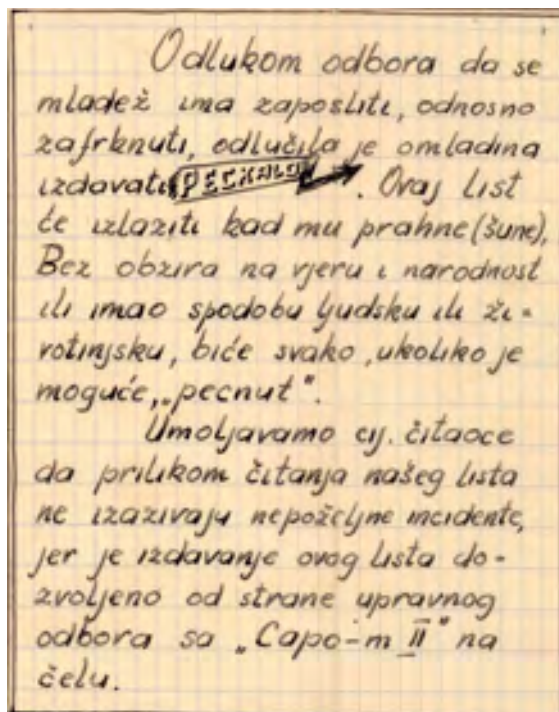 Odlukom odbora da se
mladež ima zaposliti, odnosno
zafrknuti, odlučila je omladina
izdavati PECKALO . Ovaj list
će izlaziti kad mu prahne (šune),
Bez obzira na vjeru i narodnost
ili imao spodobu ljudsku ili ži-
votinjsku, biće svako, ukoliko je
moguće, „pecnut".
Umoljavamo cij. čitaoce
da prilikom čitanja našeg lista
ne izazivaju nepoželjne incidente,
jer je izdavanje ovog lista do-
zvoljeno od strane upravnog
odbora sa „Capo-m II" na
čelu.